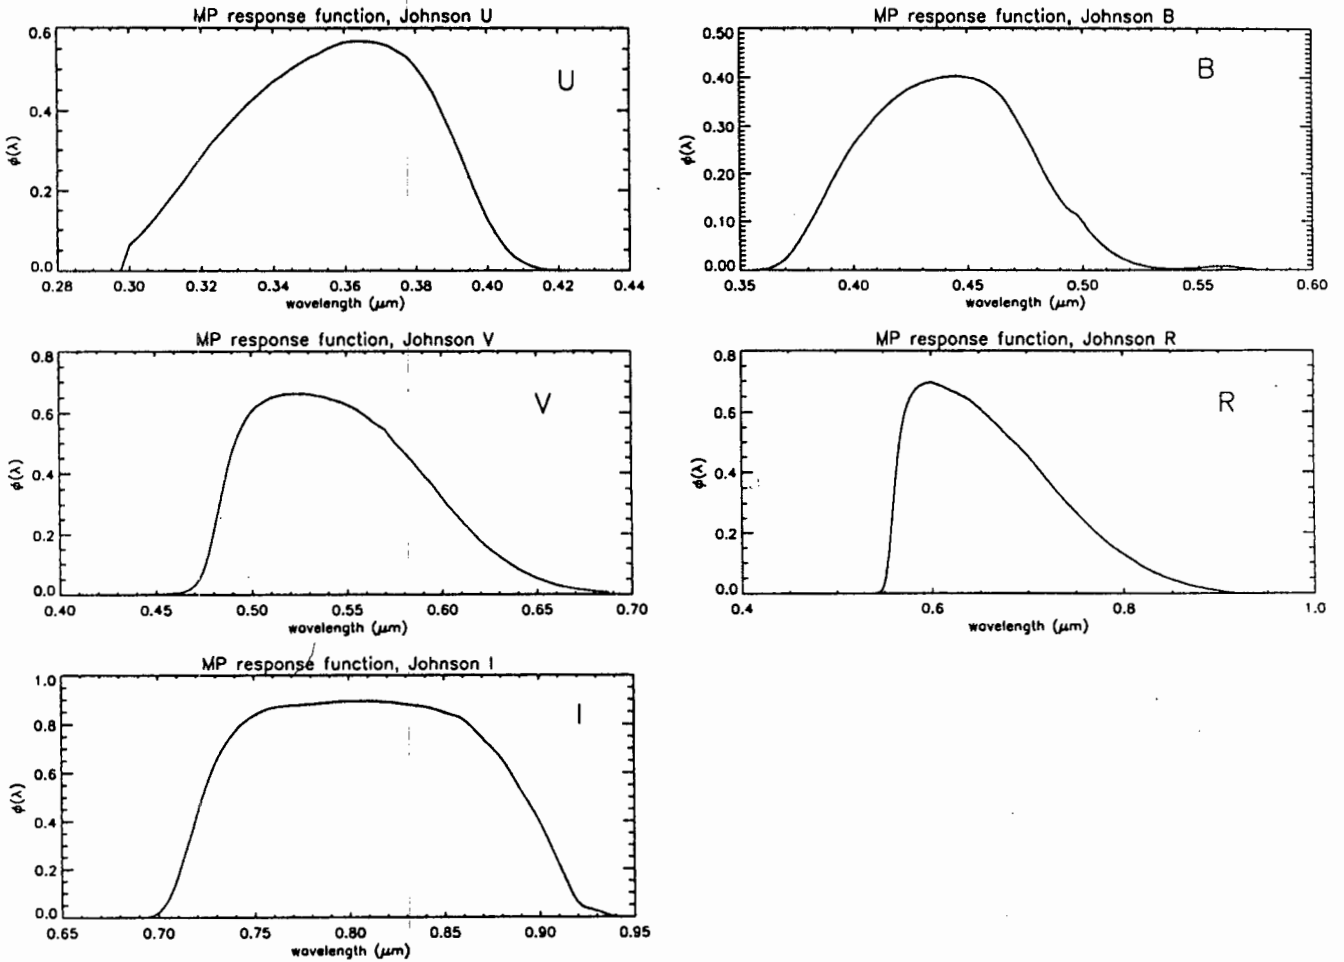 MP response function, Johnson U
0.6
0.4
0.2
0.0
ϕ(λ)
U
0.28 0.30 0.32 0.34 0.36 0.38 0.40 0.42 0.44
wavelength (μm)
MP response function, Johnson B
0.50
0.40
0.30
0.20
0.10
0.00
ϕ(λ)
B
0.35 0.40 0.45 0.50 0.55 0.60
wavelength (μm)
MP response function, Johnson V
0.8
0.6
0.4
0.2
0.0
ϕ(λ)
V
0.40 0.45 0.50 0.55 0.60 0.65 0.70
wavelength (μm)
MP response function, Johnson R
0.8
0.6
0.4
0.2
0.0
ϕ(λ)
R
0.4 0.6 0.8 1.0
wavelength (μm)
MP response function, Johnson I
1.0
0.8
0.6
0.4
0.2
0.0
ϕ(λ)
I
0.65 0.70 0.75 0.80 0.85 0.90 0.95
wavelength (μm)